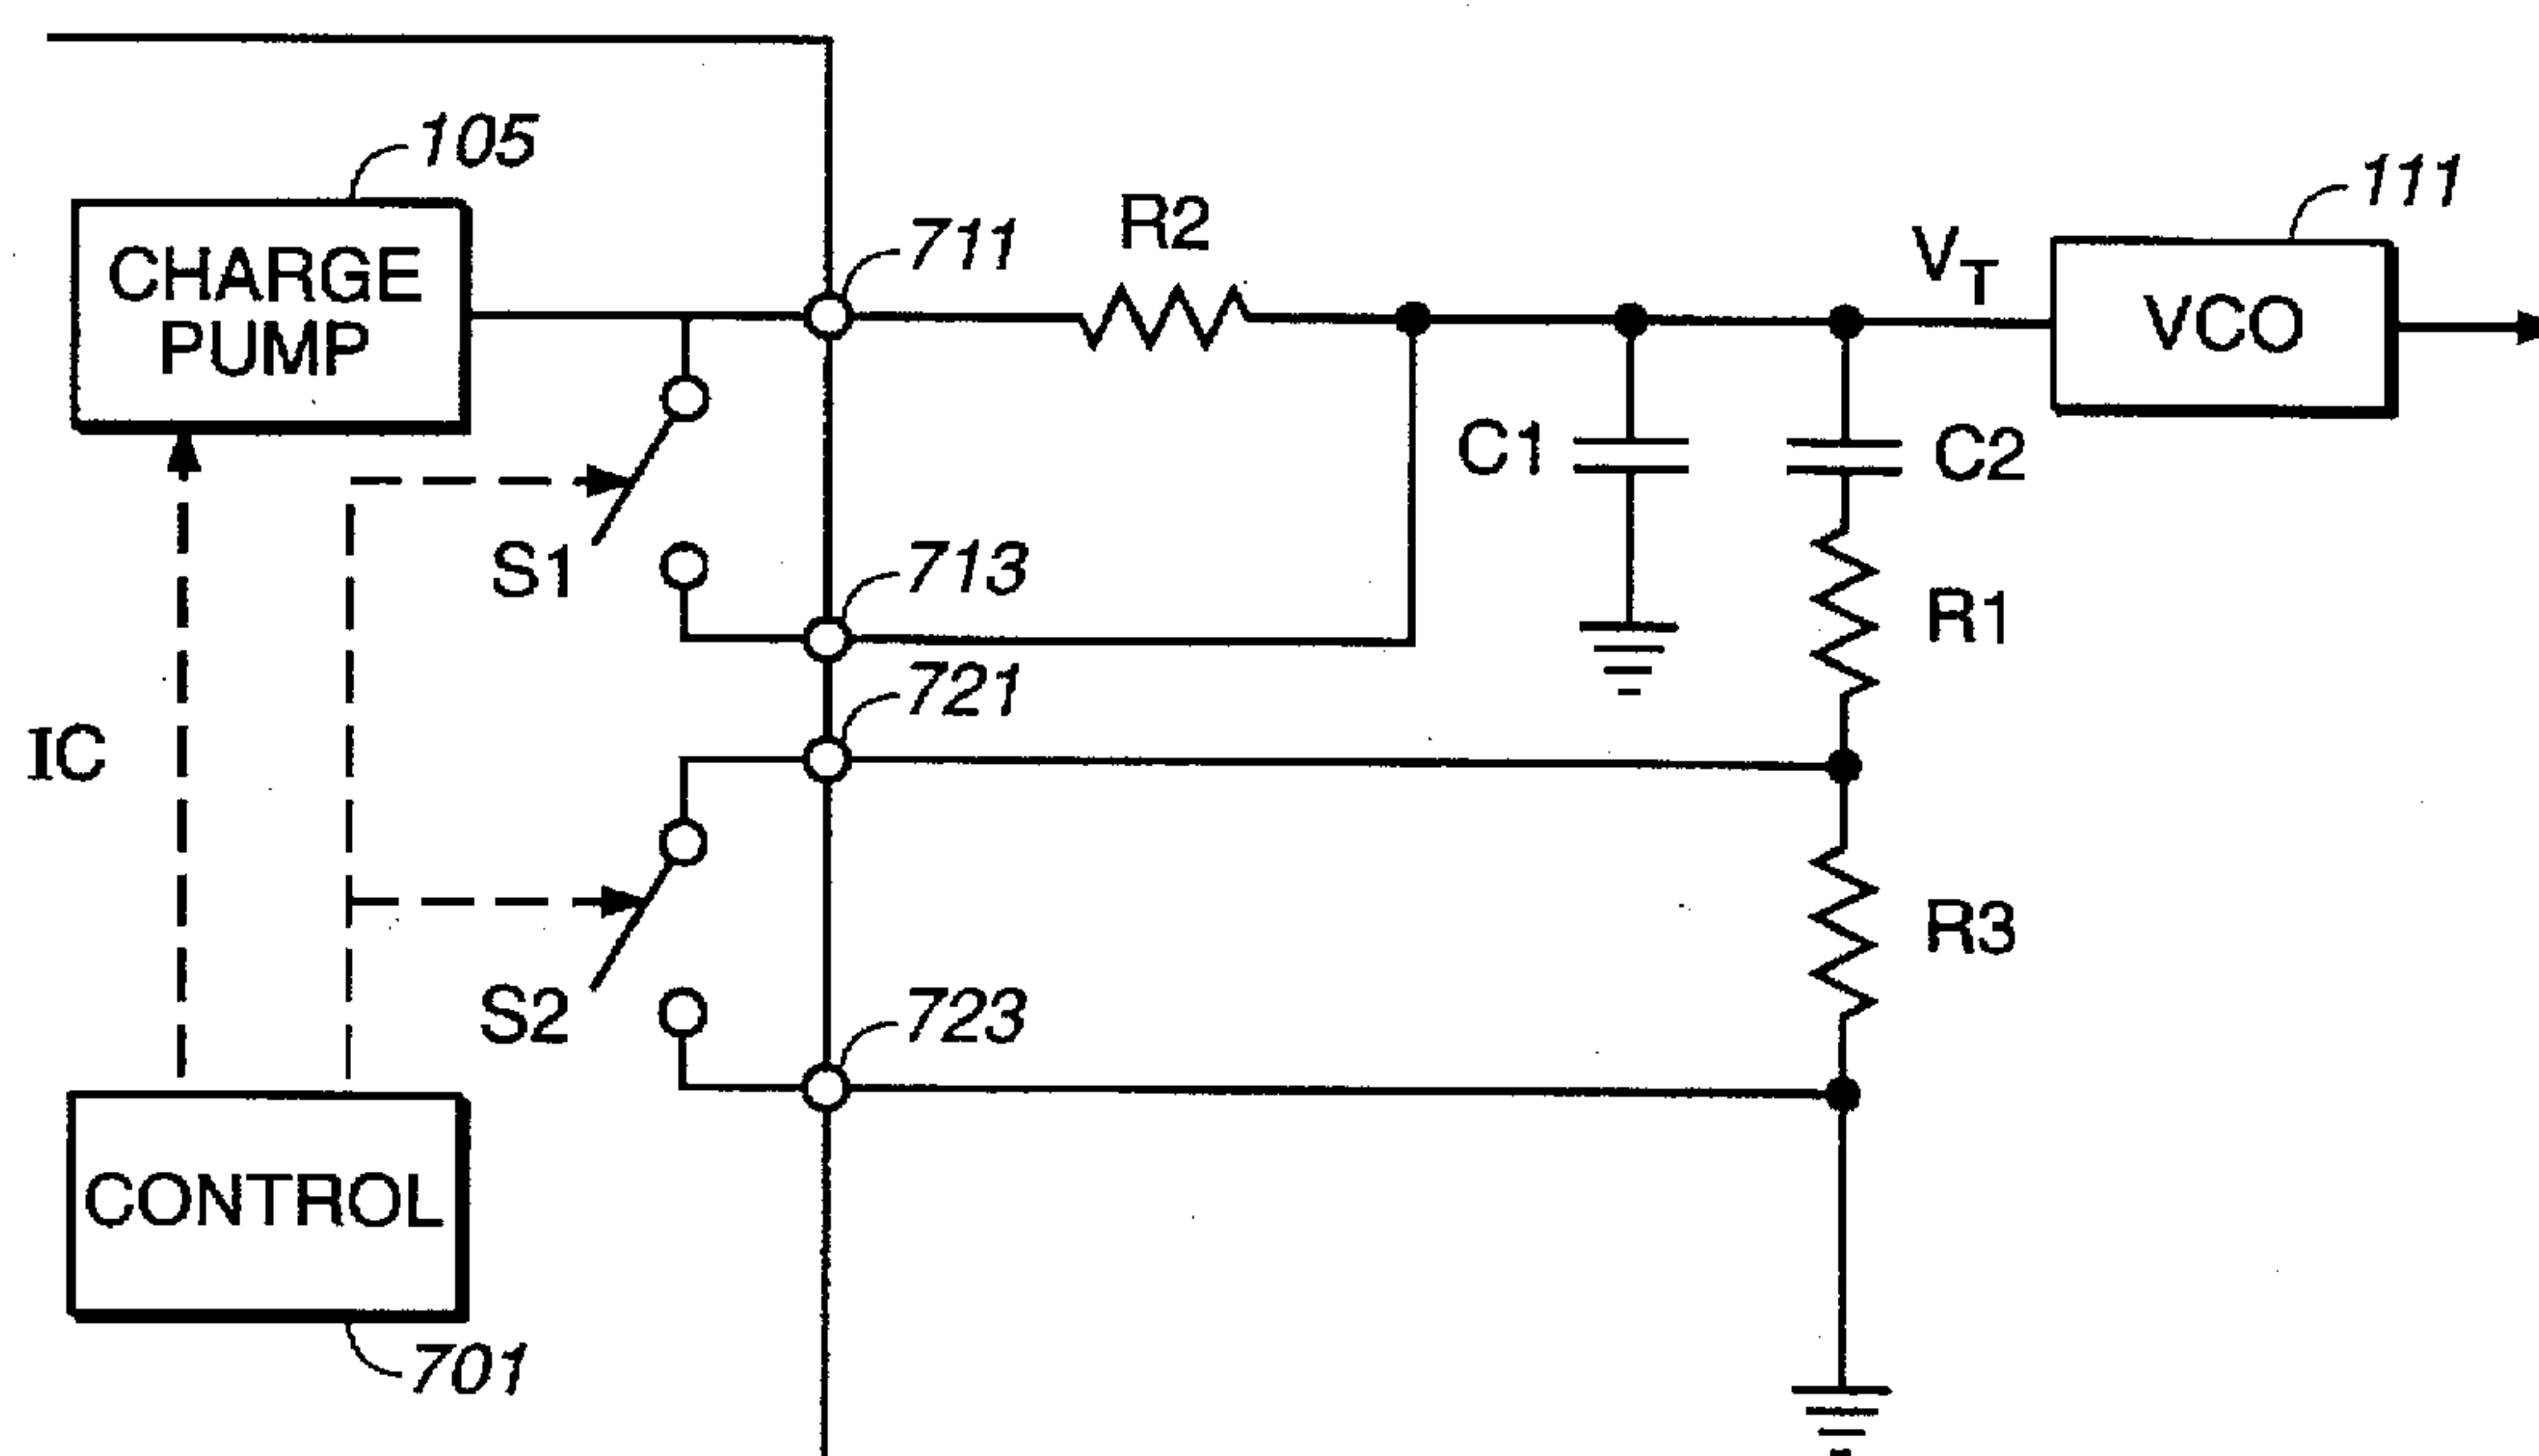 105
CHARGE
PUMP
711
R2
V_T
111
VCO
C1
C2
S1
713
R1
721
IC
R3
S2
723
CONTROL
701